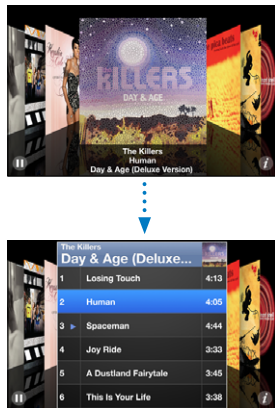 KILLERS
DAY & AGE
The Killers
Human
Day & Age (Deluxe Version)
The Killers
Day & Age (Deluxe...
1 Losing Touch 4:13
2 Human 4:05
3 Spaceman 4:44
4 Joy Ride 3:33
5 A Dustland Fairytale 3:45
6 This Is Your Life 3:38